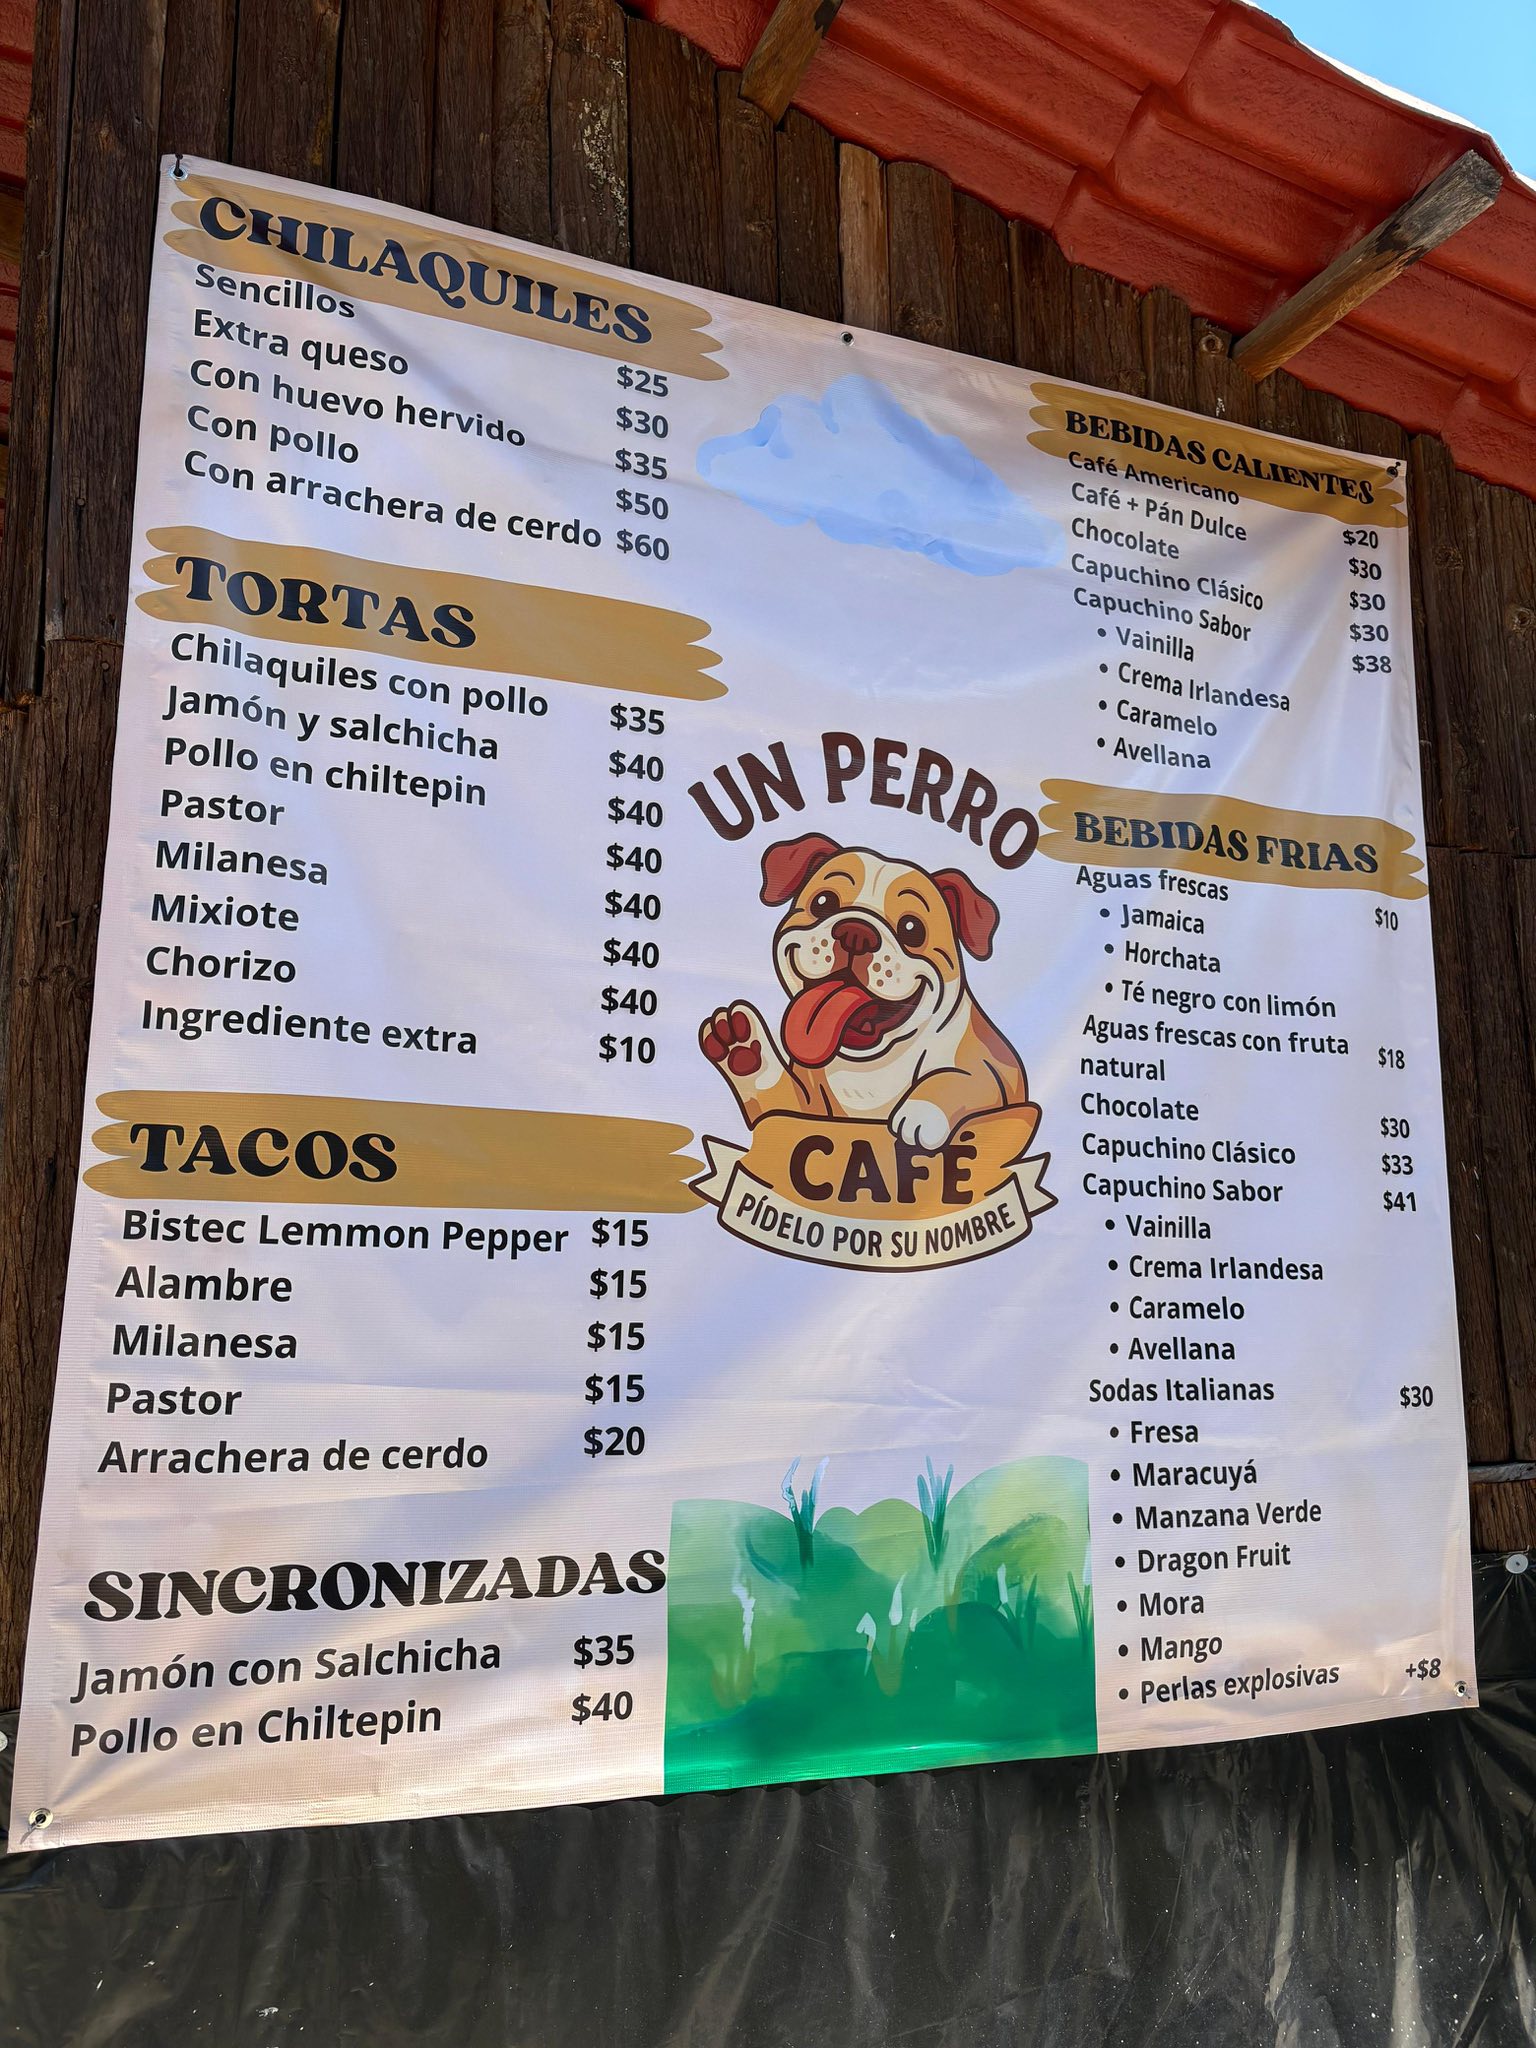 CHILAQUILES
Sencillos $25
Extra queso $30
Con huevo hervido $35
Con pollo $50
Con arrachera de cerdo $60
TORTAS
Chilaquiles con pollo $35
Jamón y salchicha $40
Pollo en chiltepin $40
Pastor $40
Milanesa $40
Mixiote $40
Chorizo $40
Ingrediente extra $10
TACOS
Bistec Lemmon Pepper $15
Alambre $15
Milanesa $15
Pastor $15
Arrachera de cerdo $20
SINCRONIZADAS
Jamón con Salchicha $35
Pollo en Chiltepin $40
UN PERRO
CAFÉ
PÍDELO POR SU NOMBRE
BEBIDAS CALIENTES
Café Americano $20
Café + Pán Dulce $30
Chocolate $30
Capuchino Clásico $30
Capuchino Sabor $38
• Vainilla
• Crema Irlandesa
• Caramelo
• Avellana
BEBIDAS FRIAS
Aguas frescas $10
• Jamaica
• Horchata
• Té negro con limón
Aguas frescas con fruta $18
natural
Chocolate $30
Capuchino Clásico $33
Capuchino Sabor $41
• Vainilla
• Crema Irlandesa
• Caramelo
• Avellana
Sodas Italianas $30
• Fresa
• Maracuyá
• Manzana Verde
• Dragon Fruit
• Mora
• Mango
• Perlas explosivas +$8